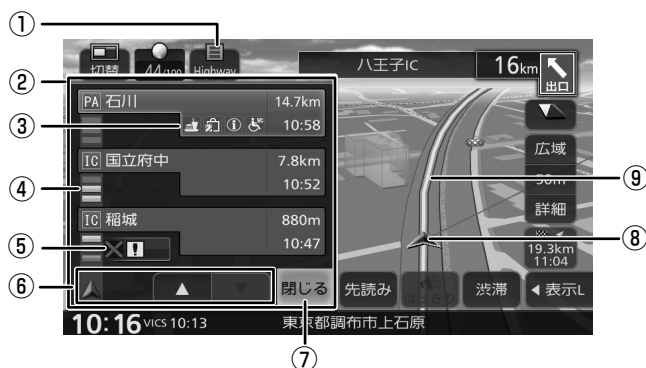 ①
切替
44/100
Highway
八王子IC
16km
出口
②
PA 石川
14.7km
10:58
③
IC 国立府中
7.8km
10:52
④
IC 稲城
880m
10:47
⑤
⑥
閉じる
⑦
広域
50m
詳細
⑨
⑧
19.3km
11:04
先読み
渋滞
表示L
10:16 VICS 10:13
東京都調布市上石原